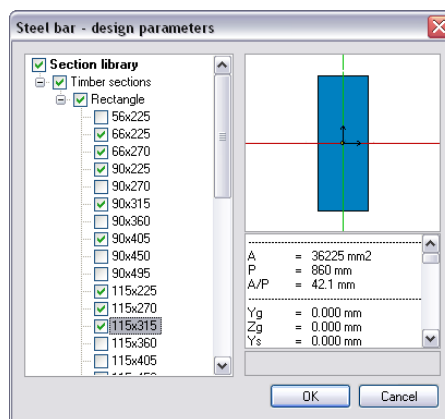 Steel bar - design parameters
Section library
Timber sections
Rectangle
56x225
66x225
66x270
90x225
90x270
90x315
90x360
90x405
90x450
90x495
115x225
115x270
115x315
115x360
115x405
A = 36225 mm2
P = 860 mm
A/P = 42.1 mm
Yg = 0.000 mm
Zg = 0.000 mm
Ys = 0.000 mm
OK
Cancel